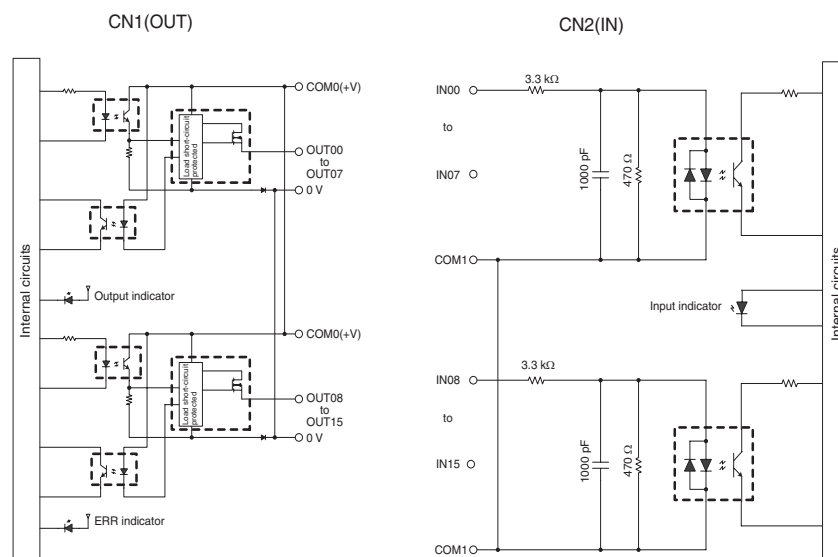 CN1(OUT)
Internal circuits
COM0(+V)
Load short-circuit
protected
OUT00
to
OUT07
0 V
Output indicator
COM0(+V)
Load short-circuit
protected
OUT08
to
OUT15
0 V
ERR indicator
CN2(IN)
IN00
3.3 kΩ
to
IN07
1000 pF
470 Ω
COM1
Input indicator
Internal circuits
IN08
3.3 kΩ
to
IN15
1000 pF
470 Ω
COM1